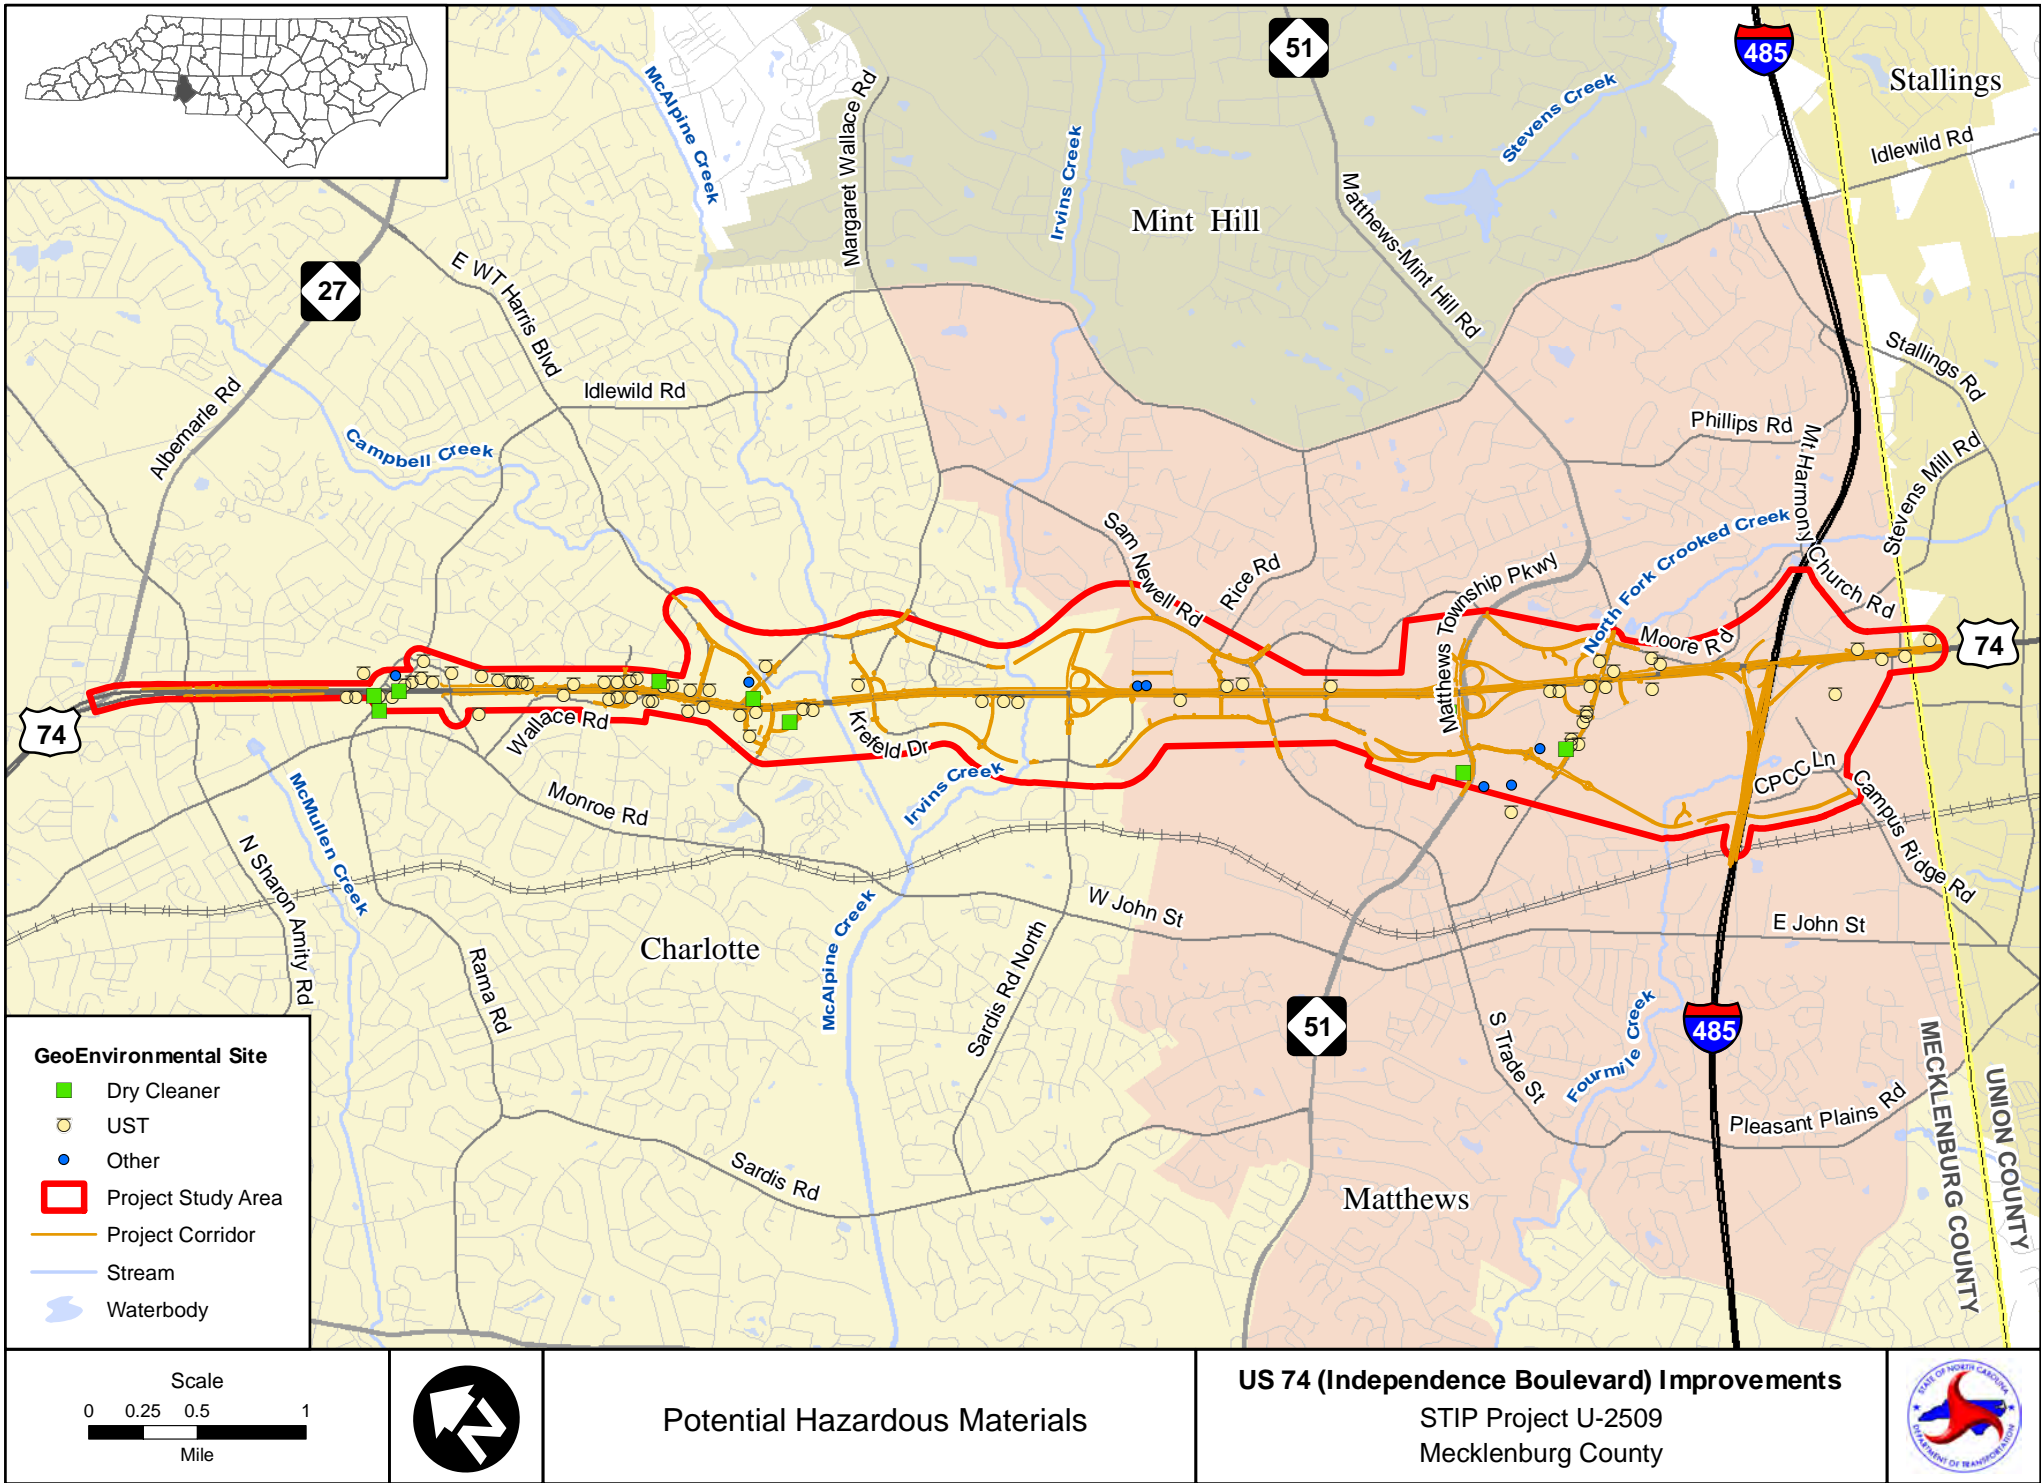 51
485
Stallings
Idlewild Rd
McAlpine Creek
Margaret Wallace Rd
Irvins Creek
Stevens Creek
Mint Hill
Matthews-Mint Hill Rd
27
E WT Harris Blvd
Albemarle Rd
Idlewild Rd
Campbell Creek
Stallings Rd
Phillips Rd
Mt Harmony Church Rd
Stevens Mill Rd
Sam Newell Rd
Rice Rd
Matthews Township Pkwy
North Fork Crooked Creek
Moore Rd
74
74
Wallace Rd
Krefeld Dr
Irvins Creek
Monroe Rd
McMullen Creek
N Sharon Amity Rd
CPCC Ln
Campus Ridge Rd
W John St
E John St
Charlotte
McAlpine Creek
Sardis Rd North
Rama Rd
51
485
S Trade St
Fourmile Creek
Pleasant Plains Rd
MECKLENBURG COUNTY
UNION COUNTY
Sardis Rd
Matthews
GeoEnvironmental Site
Dry Cleaner
UST
Other
Project Study Area
Project Corridor
Stream
Waterbody
Scale
0 0.25 0.5 1
Mile
N
Potential Hazardous Materials
US 74 (Independence Boulevard) Improvements
STIP Project U-2509
Mecklenburg County
STATE OF NORTH CAROLINA
DEPARTMENT OF TRANSPORTATION